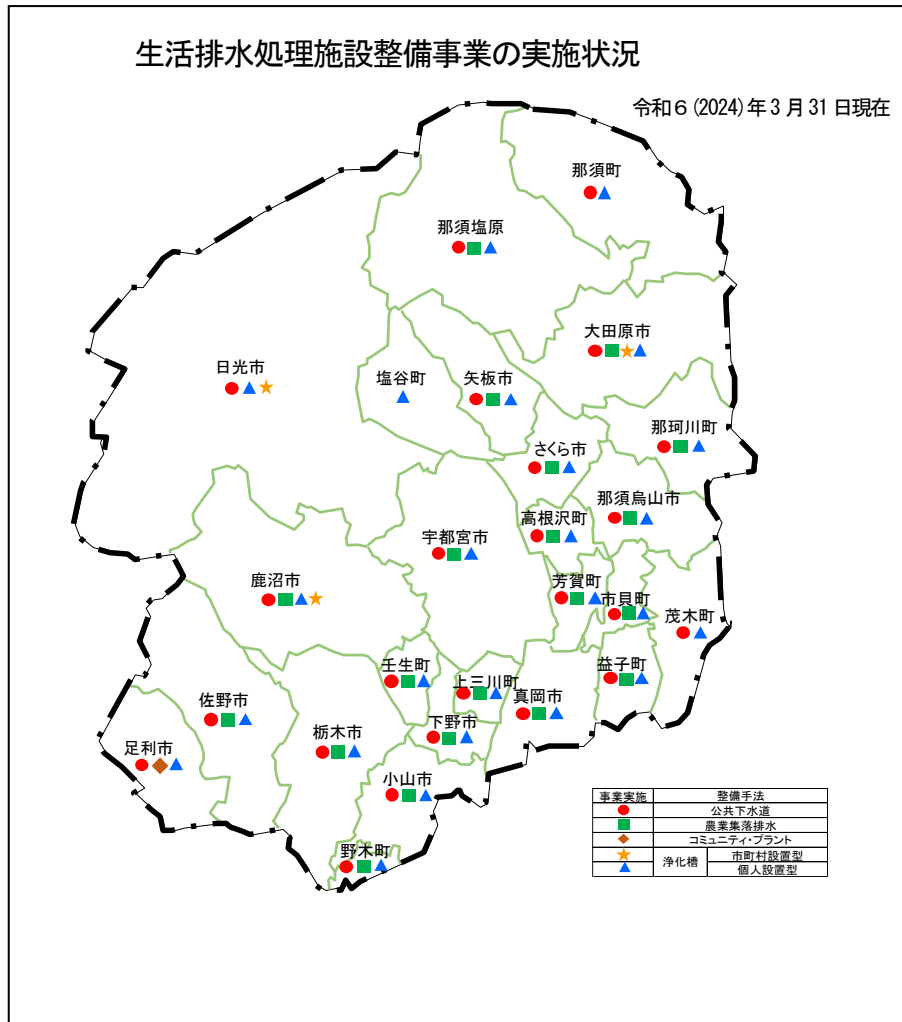 生活排水処理施設整備事業の実施状況
令和6(2024)年3月31日現在
那須町
那須塩原
大田原市
日光市
塩谷町
矢板市
那珂川町
さくら市
那須烏山市
高根沢町
宇都宮市
鹿沼市
芳賀町
市貝町
茂木町
壬生町
上三川町
益子町
真岡市
佐野市
栃木市
下野市
足利市
小山市
野木町
事業実施 整備手法
公共下水道
農業集落排水
コミュニティ・プラント
浄化槽 市町村設置型
個人設置型